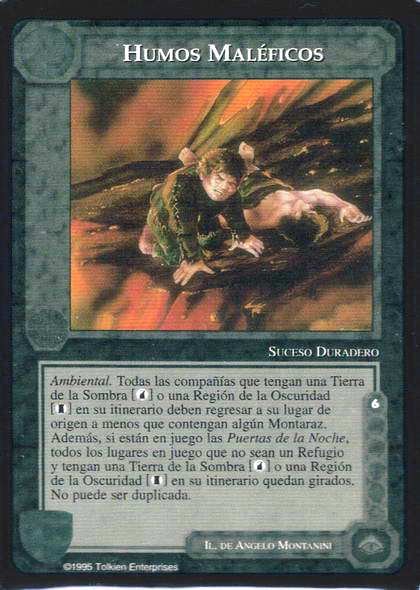 HUMOS MALÉFICOS
SUCESO DURADERO
Ambiental. Todas las compañías que tengan una Tierra
de la Sombra [ ] o una Región de la Oscuridad
[ ] en su itinerario deben regresar a su lugar de
origen a menos que contengan algún Montaraz.
Además, si están en juego las Puertas de la Noche,
todos los lugares en juego que no sean un Refugio
y tengan una Tierra de la Sombra [ ] o una Región
de la Oscuridad [ ] en su itinerario quedan girados.
No puede ser duplicada.
6
IL. DE ANGELO MONTANINI
©1995 Tolkien Enterprises